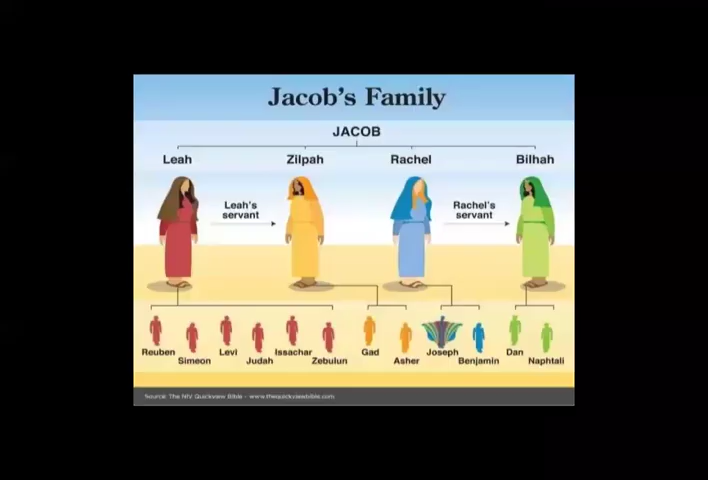 Jacob's Family
JACOB
Leah Zilpah Rachel Bilhah
Leah's
servant
Rachel's
servant
Reuben Simeon Levi Judah Issachar Zebulun Gad Asher Joseph Benjamin Dan Naphtali
Source: The NIV Quickview Bible - www.thequickviewbible.com